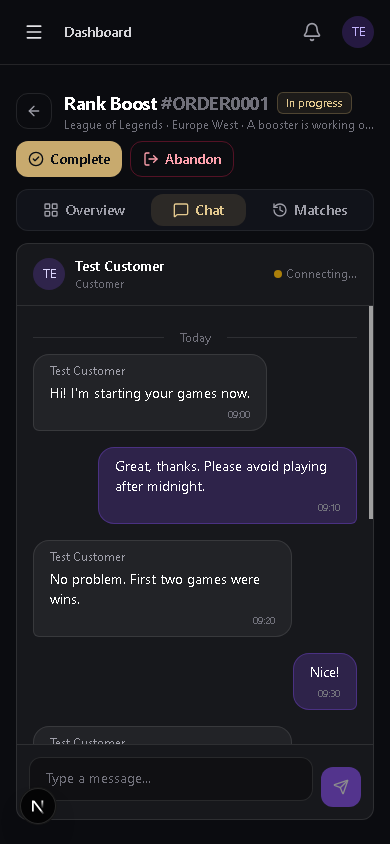 Dashboard
TE
Rank Boost #ORDER0001 In progress
League of Legends · Europe West · A booster is working o...
Complete
Abandon
Overview
Chat
Matches
TE
Test Customer
Customer
Connecting...
Today
Test Customer
Hi! I'm starting your games now.
09:00
Great, thanks. Please avoid playing
after midnight.
09:10
Test Customer
No problem. First two games were
wins.
09:20
Nice!
09:30
Test Customer
Type a message...
N